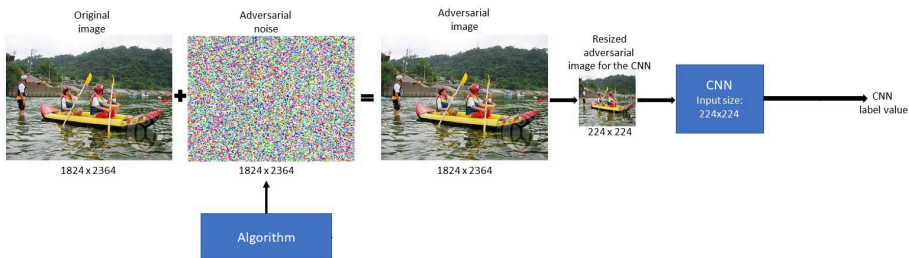 Original
image
Adversarial
noise
Adversarial
image
Resized
adversarial
image for the CNN
CNN
Input size:
224x224
CNN
label value
224 x 224
1824 x 2364
1824 x 2364
1824 x 2364
Algorithm